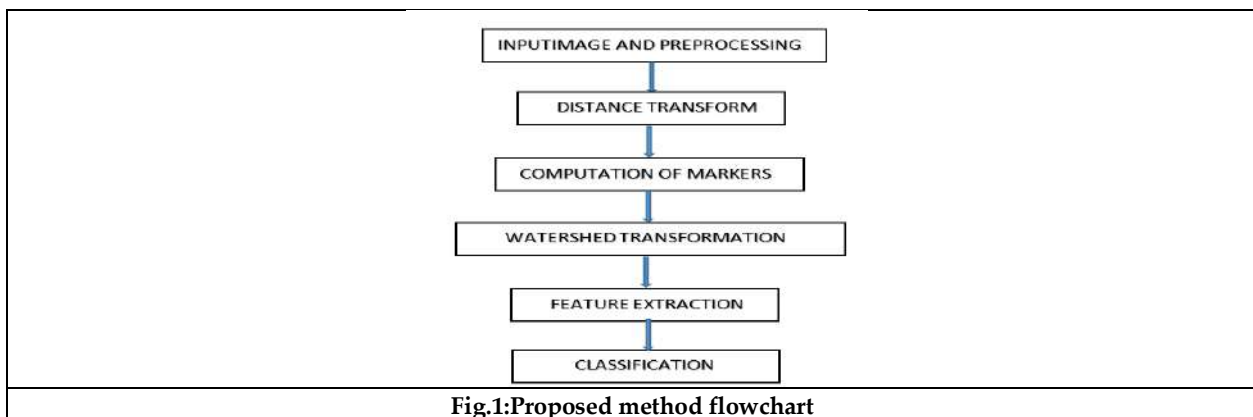 INPUTIMAGE AND PREPROCESSING
DISTANCE TRANSFORM
COMPUTATION OF MARKERS
WATERSHED TRANSFORMATION
FEATURE EXTRACTION
CLASSIFICATION
Fig.1:Proposed method flowchart